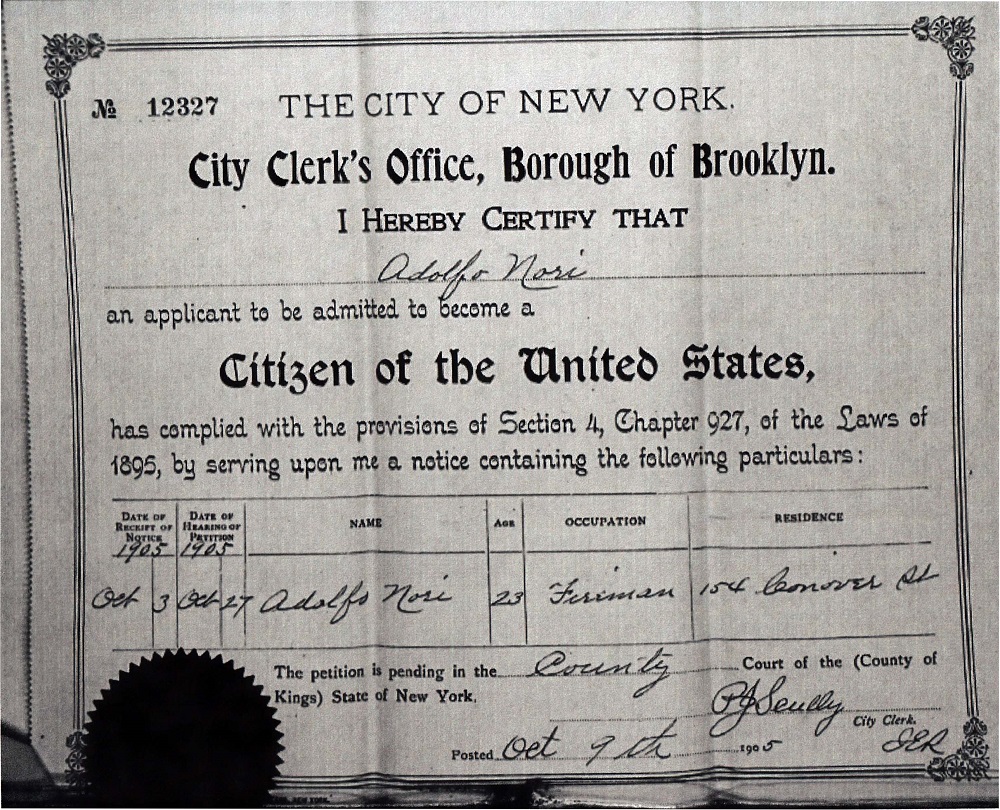 № 12327 THE CITY OF NEW YORK.
City Clerk's Office, Borough of Brooklyn.
I HEREBY CERTIFY THAT
Adolfo Nori
an applicant to be admitted to become a
Citizen of the United States,
has complied with the provisions of Section 4, Chapter 927, of the Laws of
1895, by serving upon me a notice containing the following particulars:
DATE OF RECEIPT OF NOTICE
1905
DATE OF HEARING OF PETITION
1905
NAME
AGE
OCCUPATION
RESIDENCE
Oct 3 Oct 27 Adolfo Nori 23 Fireman 154 Conover St
The petition is pending in the County Court of the (County of
Kings) State of New York,
P J Scully
City Clerk.
Posted Oct 9th 1905